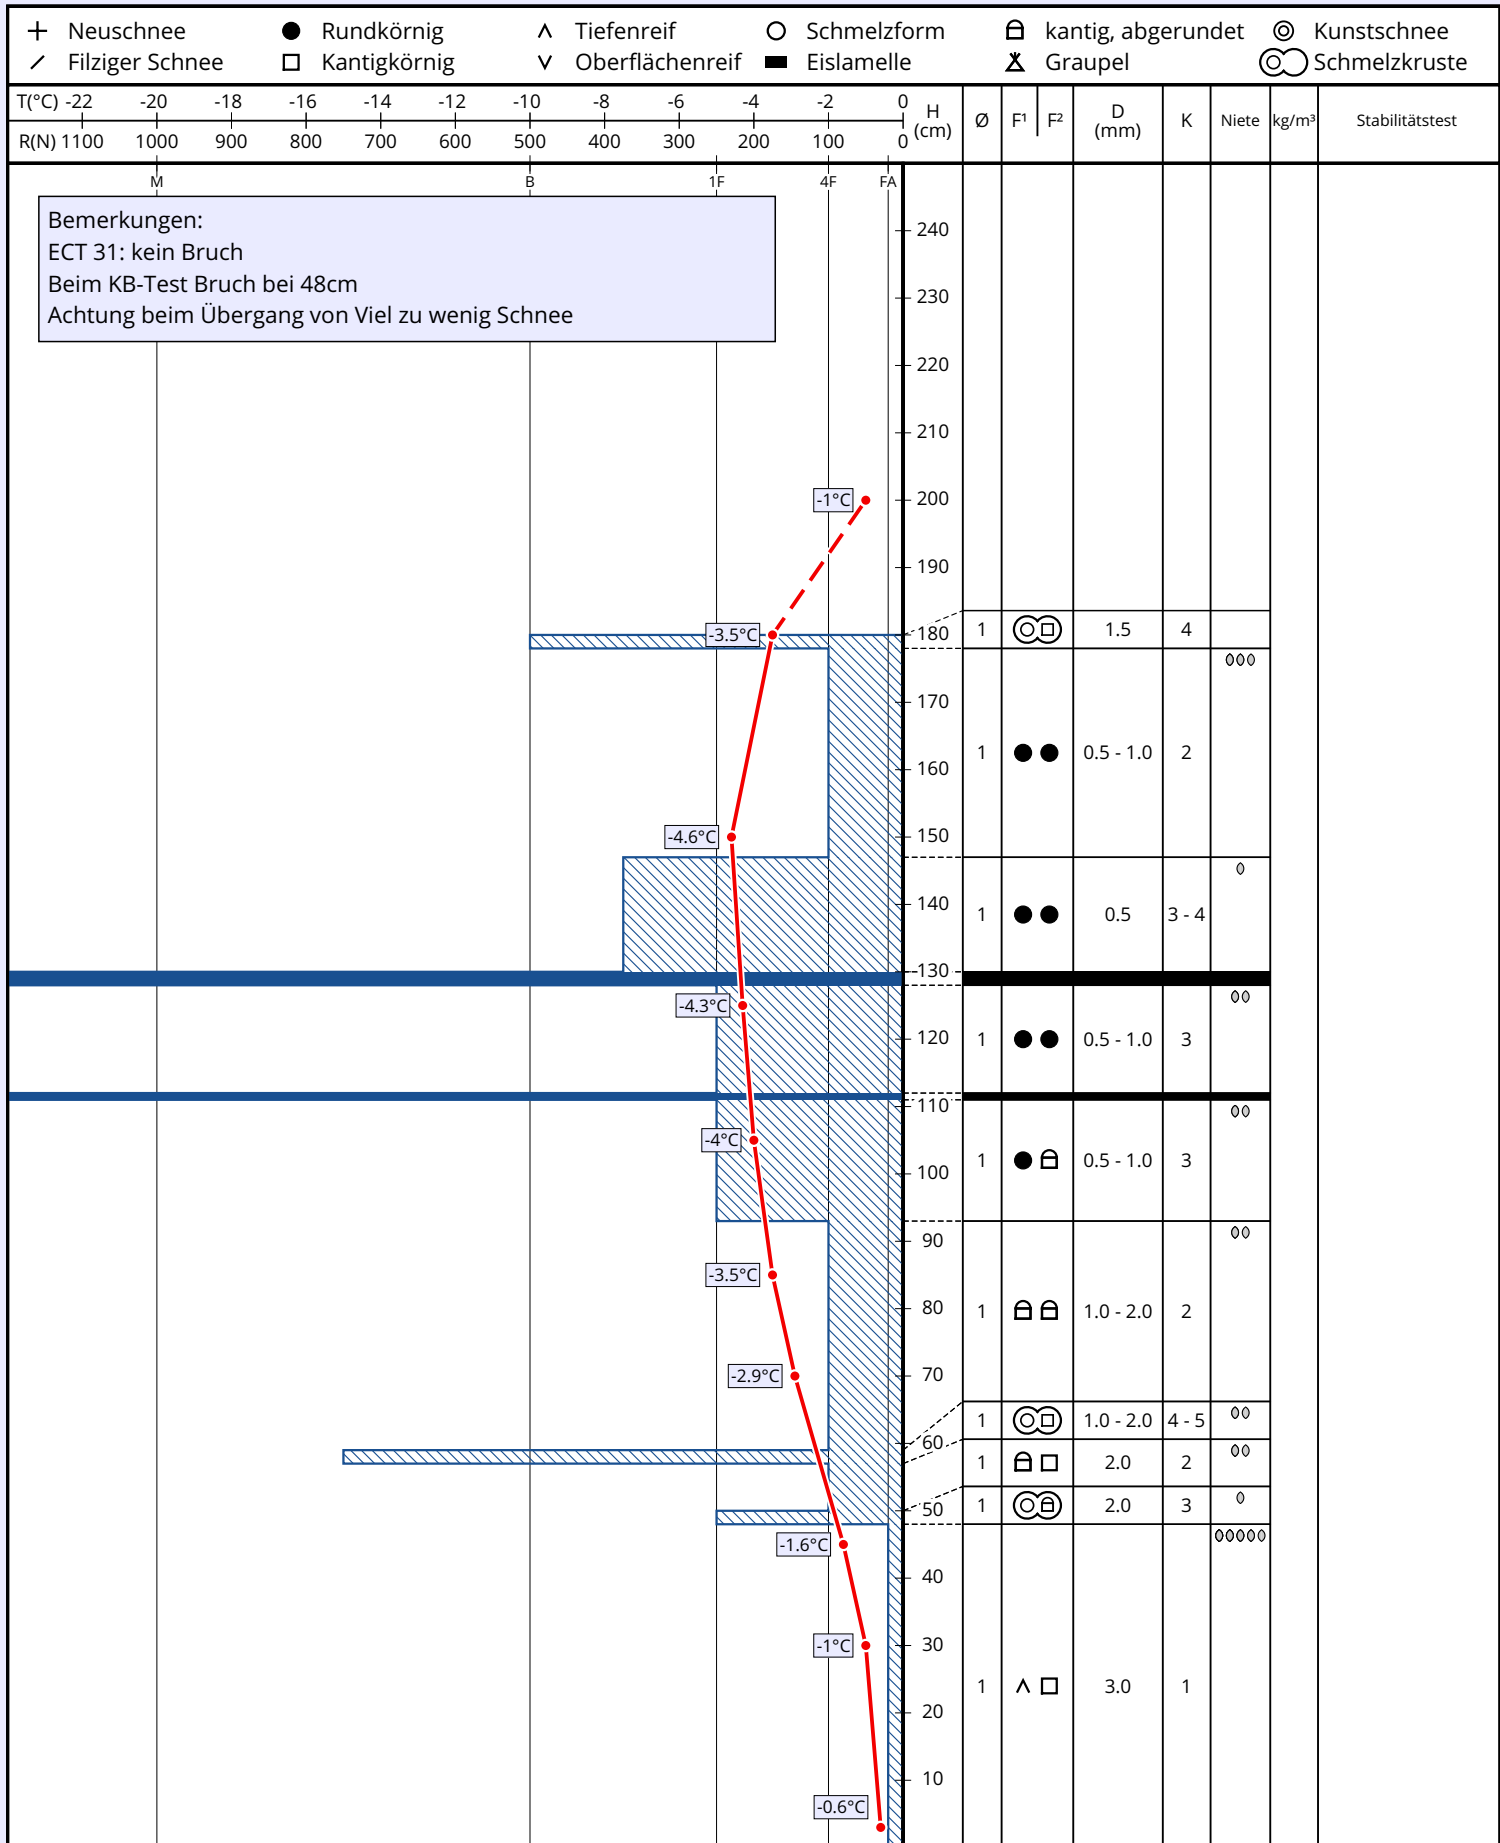 Neuschnee Rundkörnig Tiefenreif Schmelzform kantig, abgerundet Kunstschnee
Filziger Schnee Kantigkörnig Oberflächenreif Eislamelle Graupel Schmelzkruste
T(°C) -22 -20 -18 -16 -14 -12 -10 -8 -6 -4 -2 0
R(N) 1100 1000 900 800 700 600 500 400 300 200 100 0
H (cm) Ø F¹ F² D (mm) K Niete kg/m³ Stabilitätstest
M B 1F 4F FA
Bemerkungen:
ECT 31: kein Bruch
Beim KB-Test Bruch bei 48cm
Achtung beim Übergang von Viel zu wenig Schnee
240
230
220
210
-1°C 200
190
-3.5°C 180 1 1.5 4
170
1 0.5 - 1.0 2
160
-4.6°C 150
140
1 0.5 3 - 4
130
-4.3°C
120 1 0.5 - 1.0 3
110
-4°C
1 0.5 - 1.0 3
100
90
-3.5°C
80 1 1.0 - 2.0 2
-2.9°C 70
1 1.0 - 2.0 4 - 5
60
1 2.0 2
50 1 2.0 3
-1.6°C
40
-1°C 30
1 3.0 1
20
10
-0.6°C